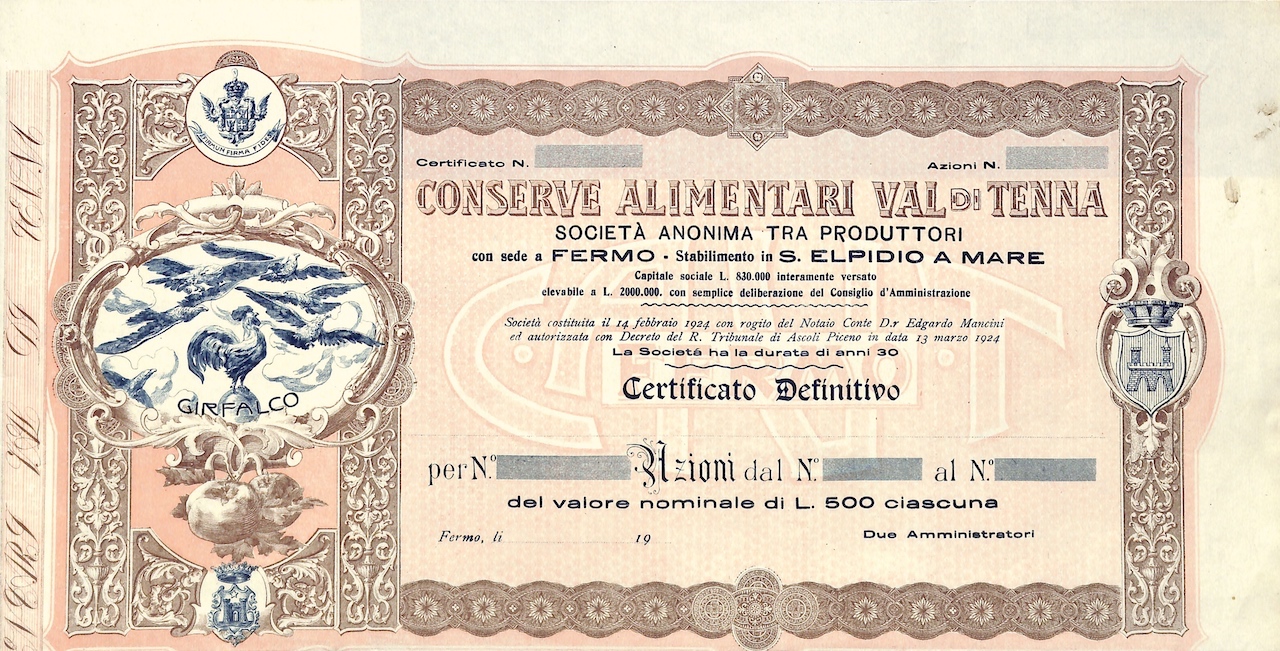 FIRMUM FIRMA FIDES
Certificato N.
Azioni N.
CONSERVE ALIMENTARI VAL DI TENNA
SOCIETÀ ANONIMA TRA PRODUTTORI
con sede a FERMO - Stabilimento in S. ELPIDIO A MARE
Capitale sociale L. 830.000 interamente versato
elevabile a L. 2000.000. con semplice deliberazione del Consiglio d'Amministrazione
Società costituita il 14 febbraio 1924 con rogito del Notaio Conte D.r Edgardo Mancini
ed autorizzata con Decreto del R. Tribunale di Ascoli Piceno in data 13 marzo 1924
La Società ha la durata di anni 30
Certificato Definitivo
GIRFALCO
per N.º Azioni dal N.º al N.º
del valore nominale di L. 500 ciascuna
Fermo, lì 19
Due Amministratori